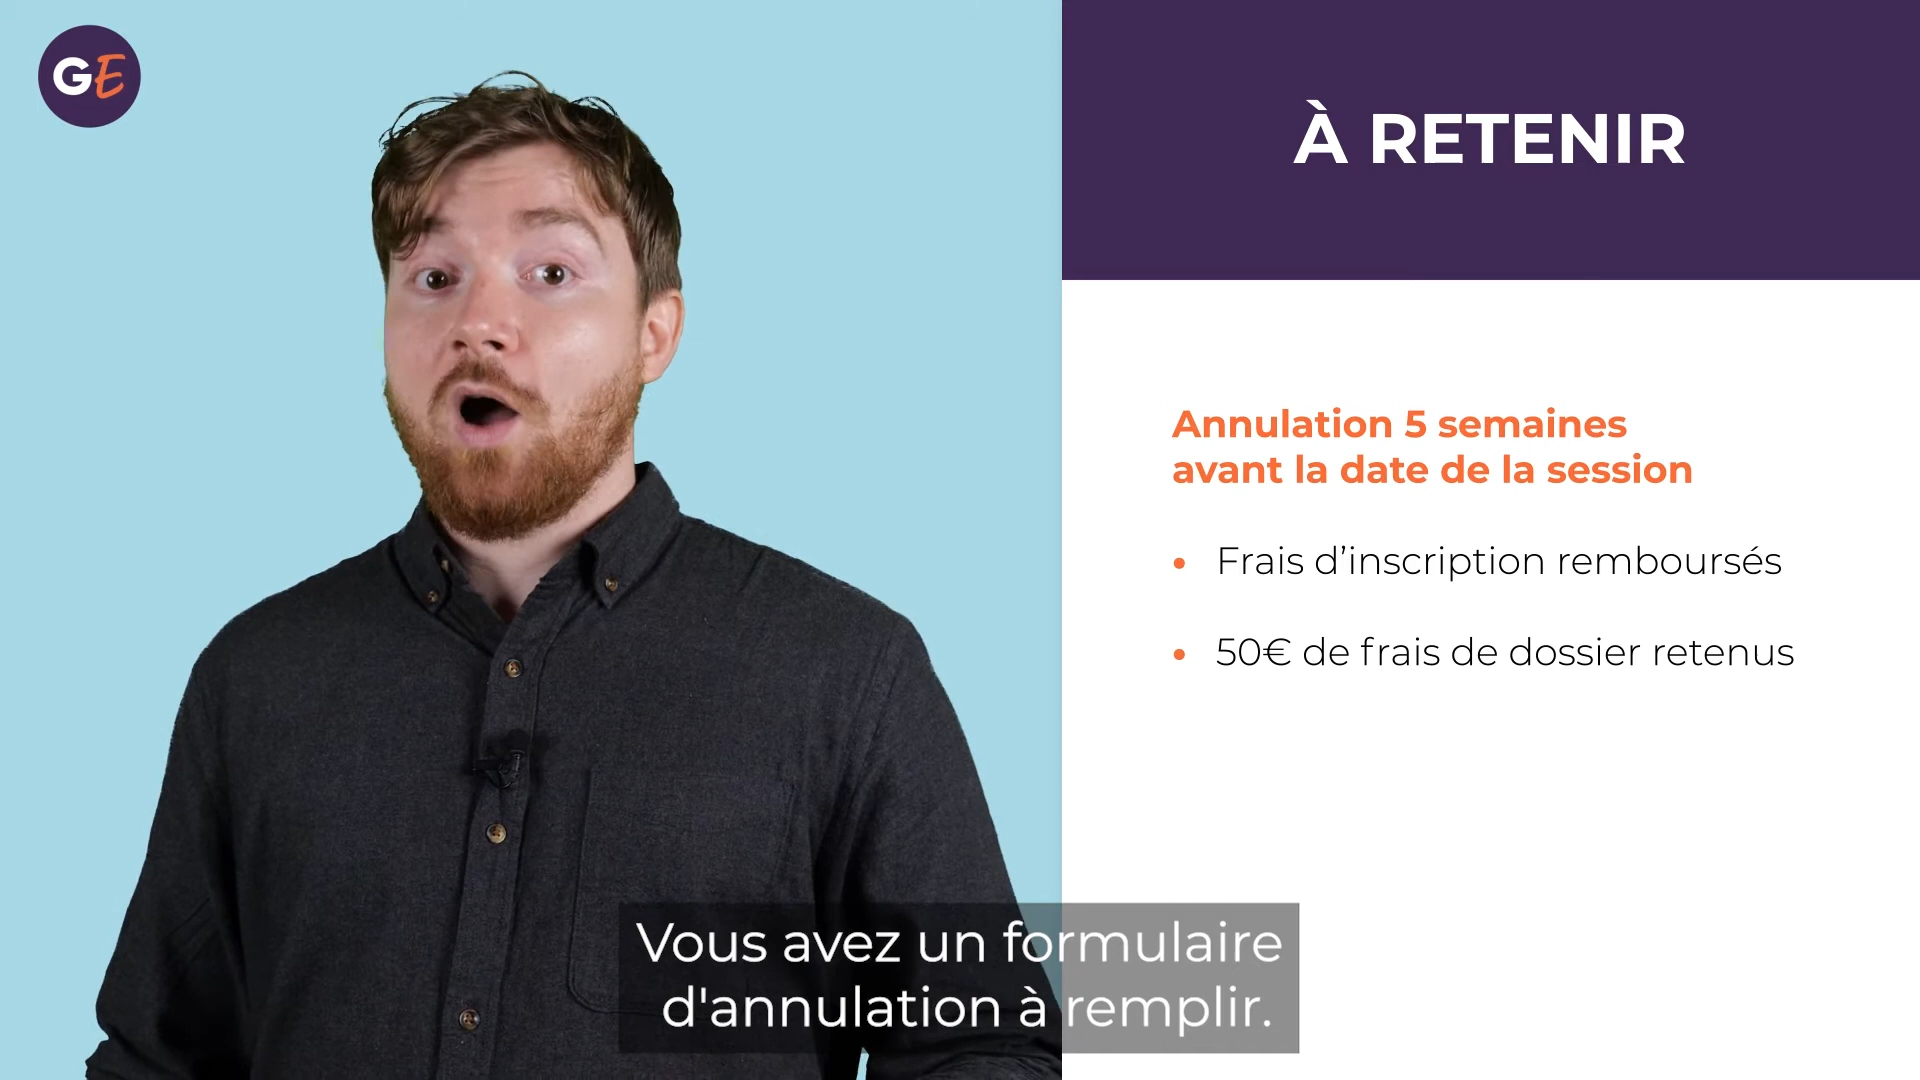 GE
À RETENIR
Annulation 5 semaines
avant la date de la session
• Frais d’inscription remboursés
• 50€ de frais de dossier retenus
Vous avez un formulaire
d'annulation à remplir.